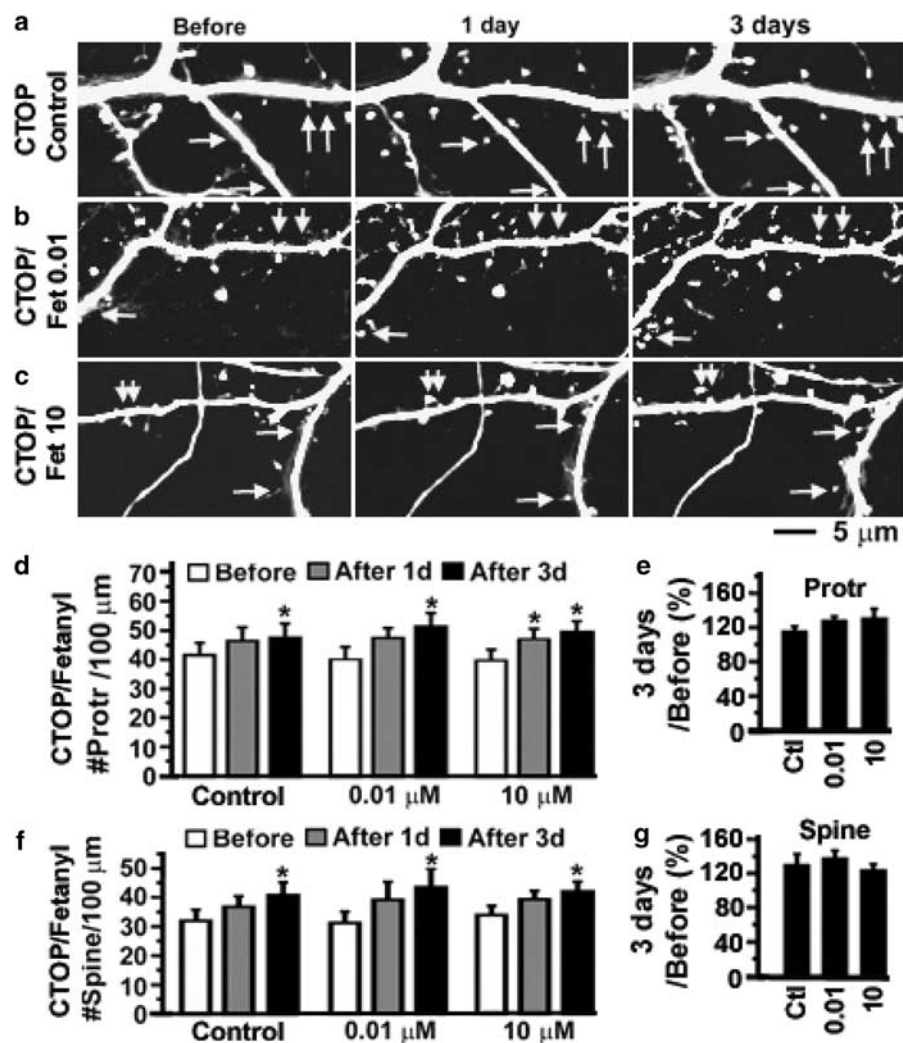 a Before 1 day 3 days
CTOP
Control
b
CTOP/
Fet 0.01
c
CTOP/
Fet 10
5 μm
d
CTOP/Fetanyl
#Protr /100 μm
70
60
50
40
30
20
10
0
Before After 1d After 3d
* * * *
Control 0.01 μM 10 μM
e
3 days
/Before (%)
Protr
160
120
80
40
0
Ctl 0.01 10
f
CTOP/Fetanyl
#Spine/100 μm
50
40
30
20
10
0
Before After 1d After 3d
* * *
Control 0.01 μM 10 μM
g
3 days
/Before (%)
Spine
160
120
80
40
0
Ctl 0.01 10